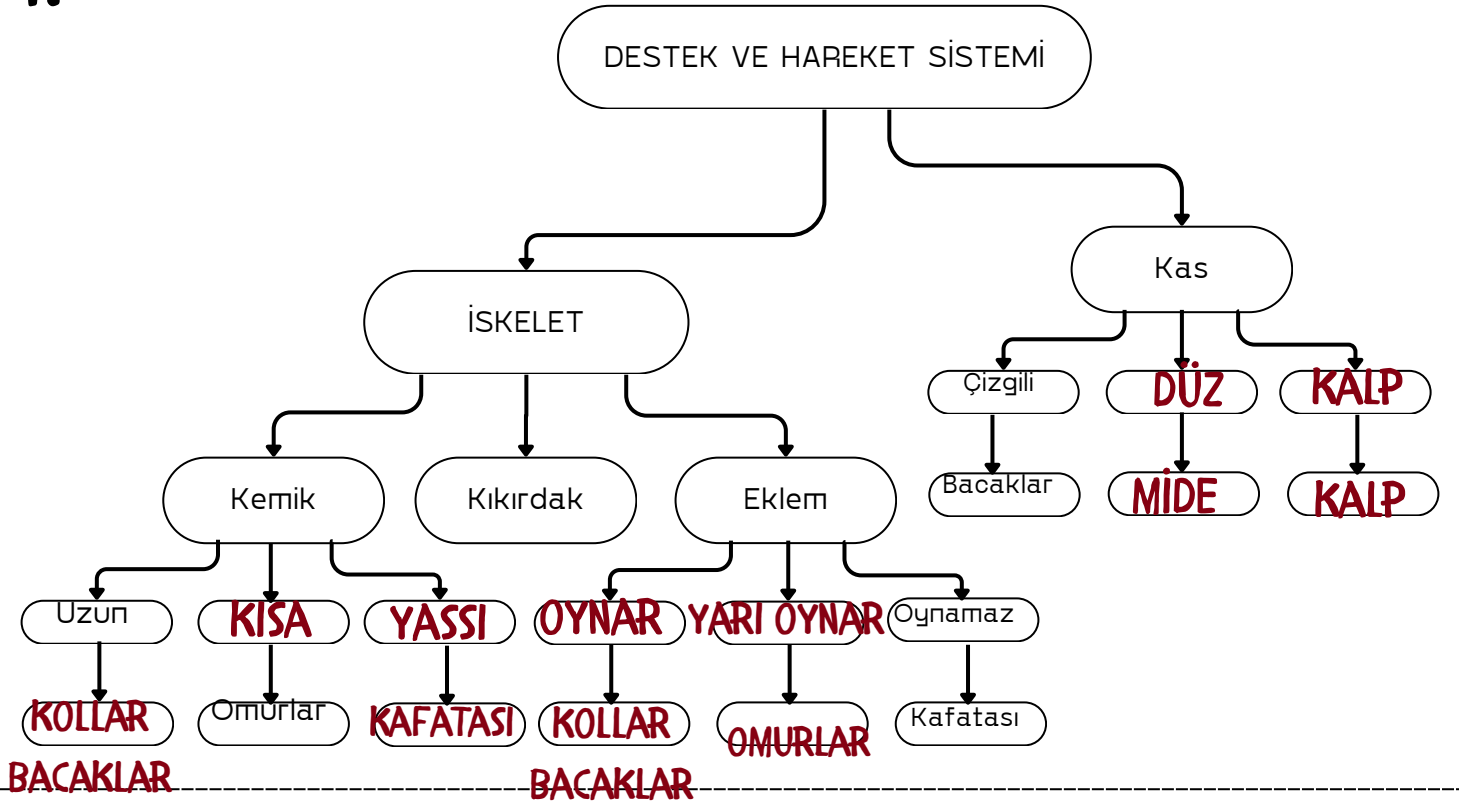 DESTEK VE HAREKET SİSTEMİ
Kas
İSKELET
Çizgili DÜZ KALP
Kemik Kıkırdak Eklem
Bacaklar MİDE KALP
Uzun KISA YASSI OYNAR YARI OYNAR Oynamaz
KOLLAR Omurlar KAFATASI KOLLAR OMURLAR Kafatası
BACAKLAR BACAKLAR